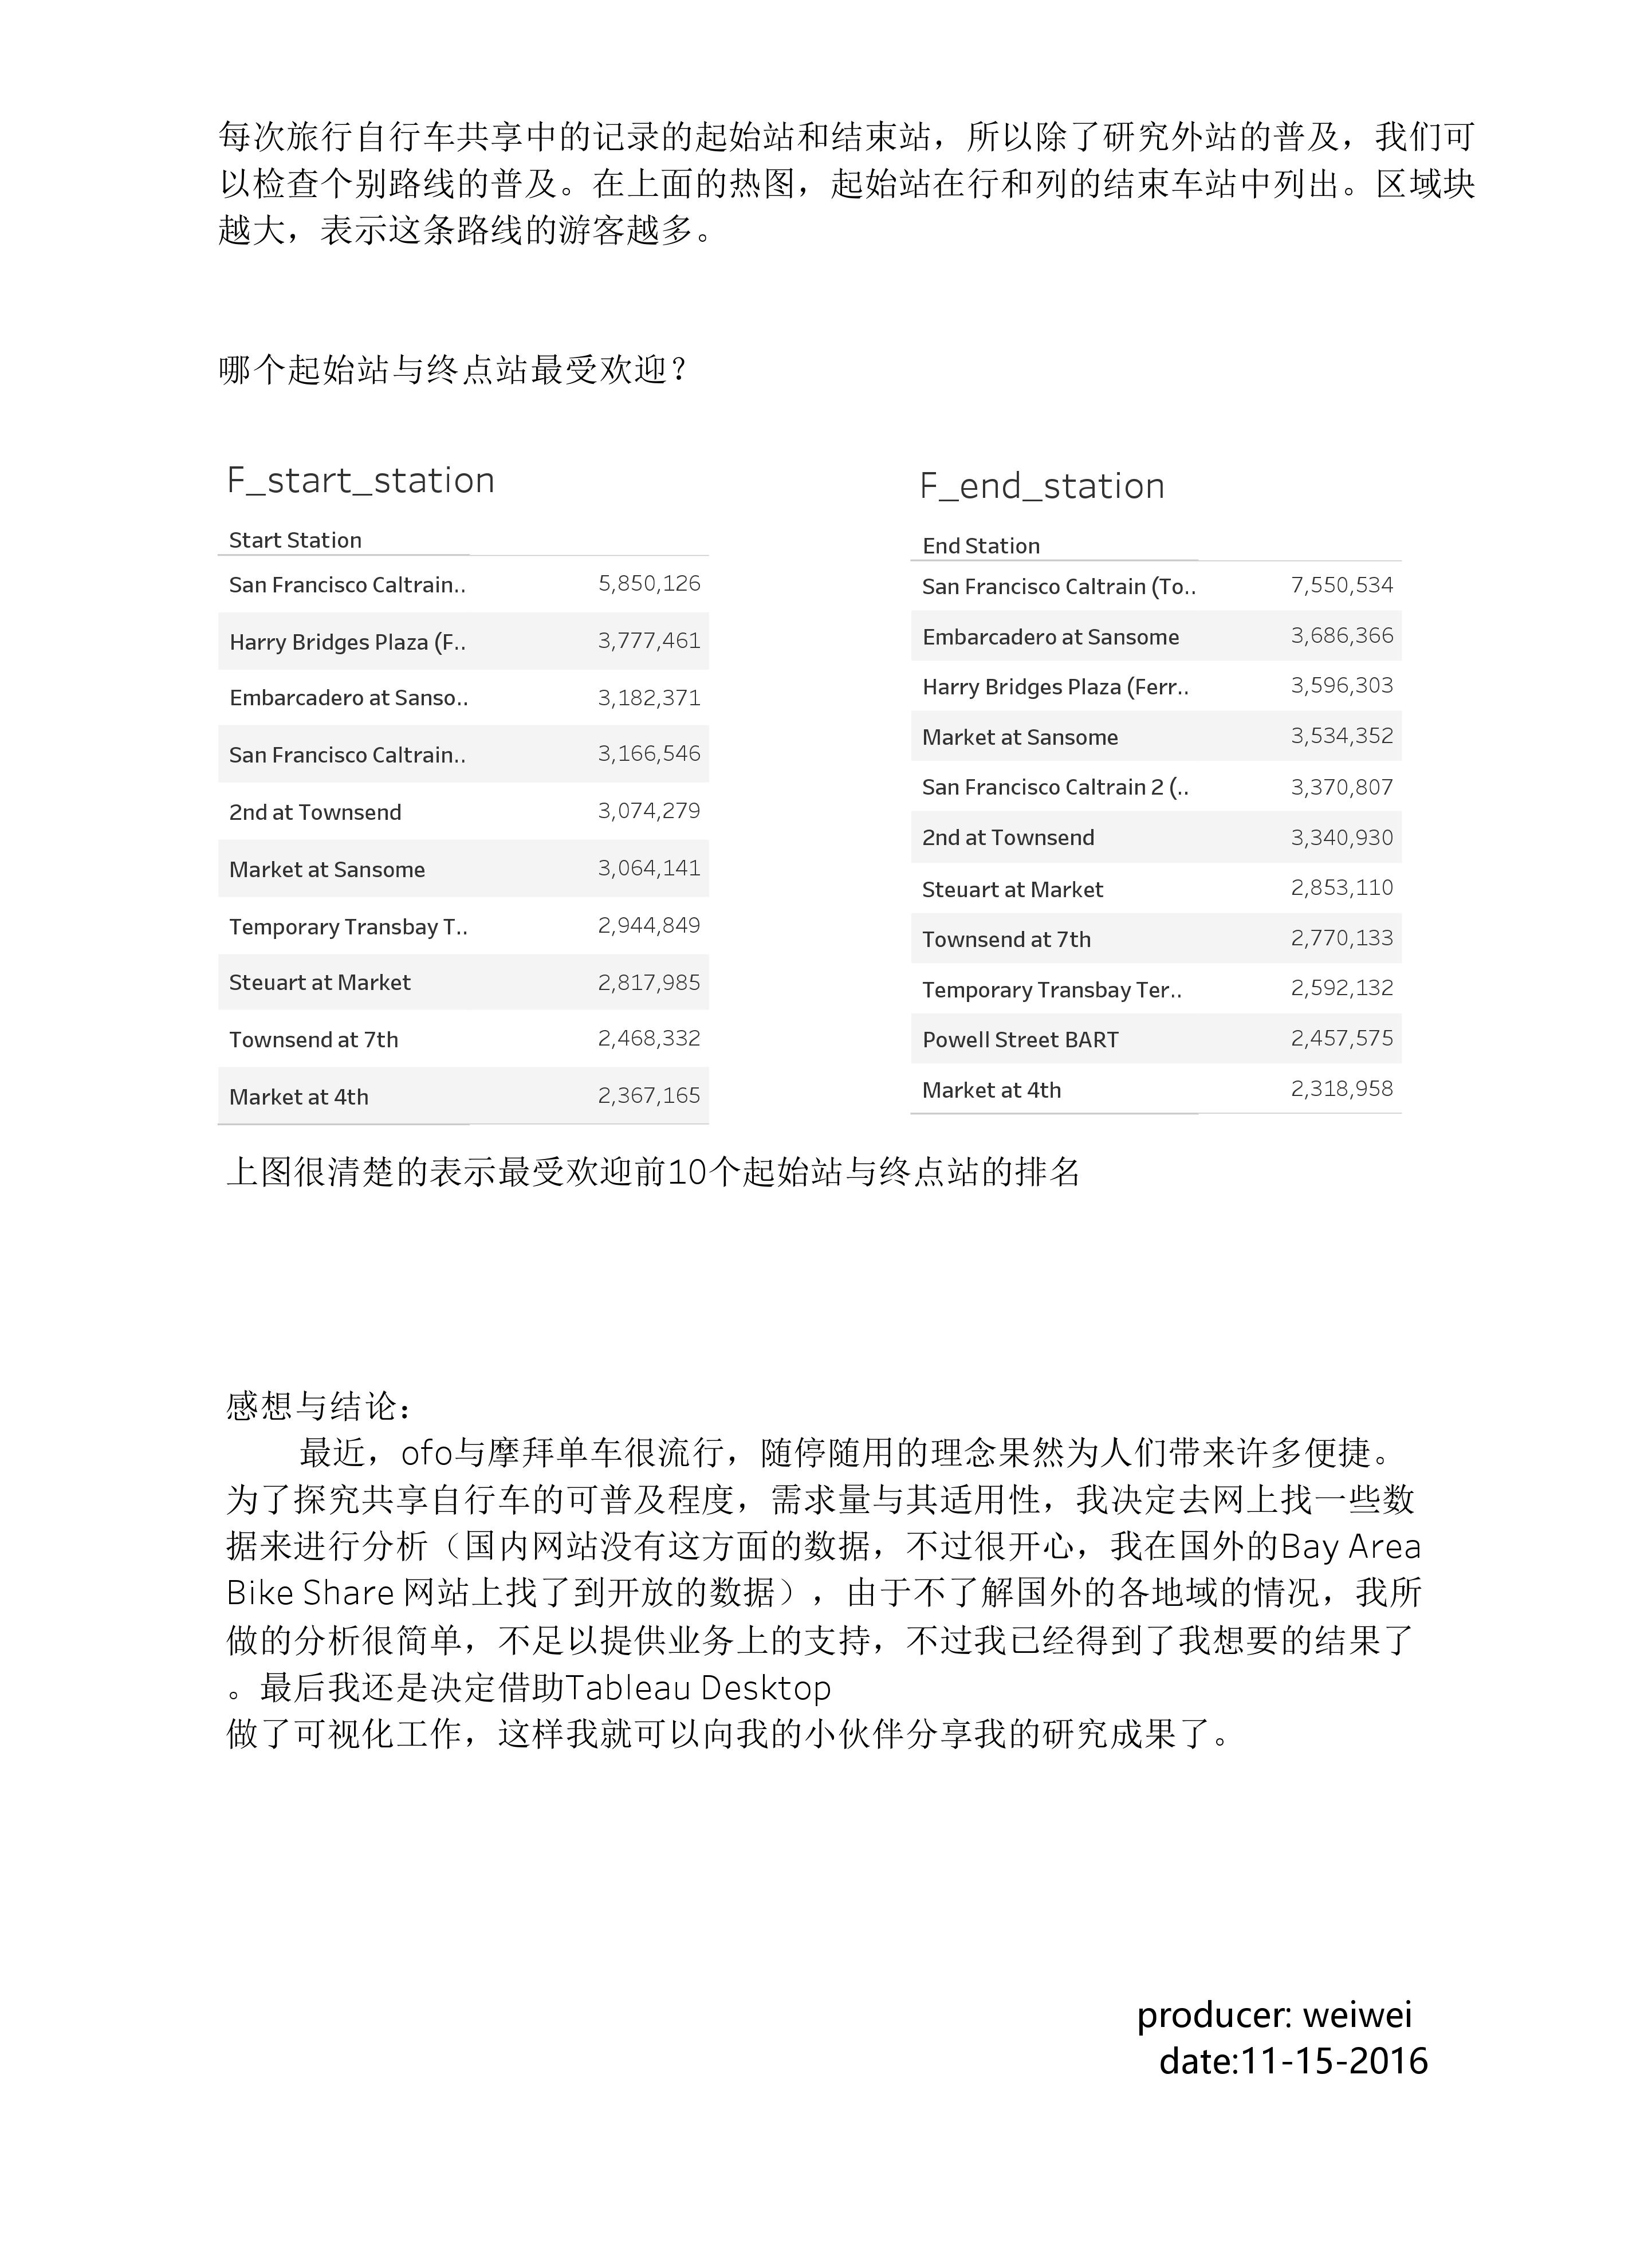 每次旅行自行车共享中的记录的起始站和结束站，所以除了研究外站的普及，我们可
以检查个别路线的普及。在上面的热图，起始站在行和列的结束车站中列出。区域块
越大，表示这条路线的游客越多。
哪个起始站与终点站最受欢迎？
F_start_station
Start Station
San Francisco Caltrain.. 5,850,126
Harry Bridges Plaza (F.. 3,777,461
Embarcadero at Sanso.. 3,182,371
San Francisco Caltrain.. 3,166,546
2nd at Townsend 3,074,279
Market at Sansome 3,064,141
Temporary Transbay T.. 2,944,849
Steuart at Market 2,817,985
Townsend at 7th 2,468,332
Market at 4th 2,367,165
F_end_station
End Station
San Francisco Caltrain (To.. 7,550,534
Embarcadero at Sansome 3,686,366
Harry Bridges Plaza (Ferr.. 3,596,303
Market at Sansome 3,534,352
San Francisco Caltrain 2 (.. 3,370,807
2nd at Townsend 3,340,930
Steuart at Market 2,853,110
Townsend at 7th 2,770,133
Temporary Transbay Ter.. 2,592,132
Powell Street BART 2,457,575
Market at 4th 2,318,958
上图很清楚的表示最受欢迎前10个起始站与终点站的排名
感想与结论：
最近，ofo与摩拜单车很流行，随停随用的理念果然为人们带来许多便捷。
为了探究共享自行车的可普及程度，需求量与其适用性，我决定去网上找一些数
据来进行分析（国内网站没有这方面的数据，不过很开心，我在国外的Bay Area
Bike Share 网站上找了到开放的数据），由于不了解国外的各地域的情况，我所
做的分析很简单，不足以提供业务上的支持，不过我已经得到了我想要的结果了
。最后我还是决定借助Tableau Desktop
做了可视化工作，这样我就可以向我的小伙伴分享我的研究成果了。
producer: weiwei
date:11-15-2016